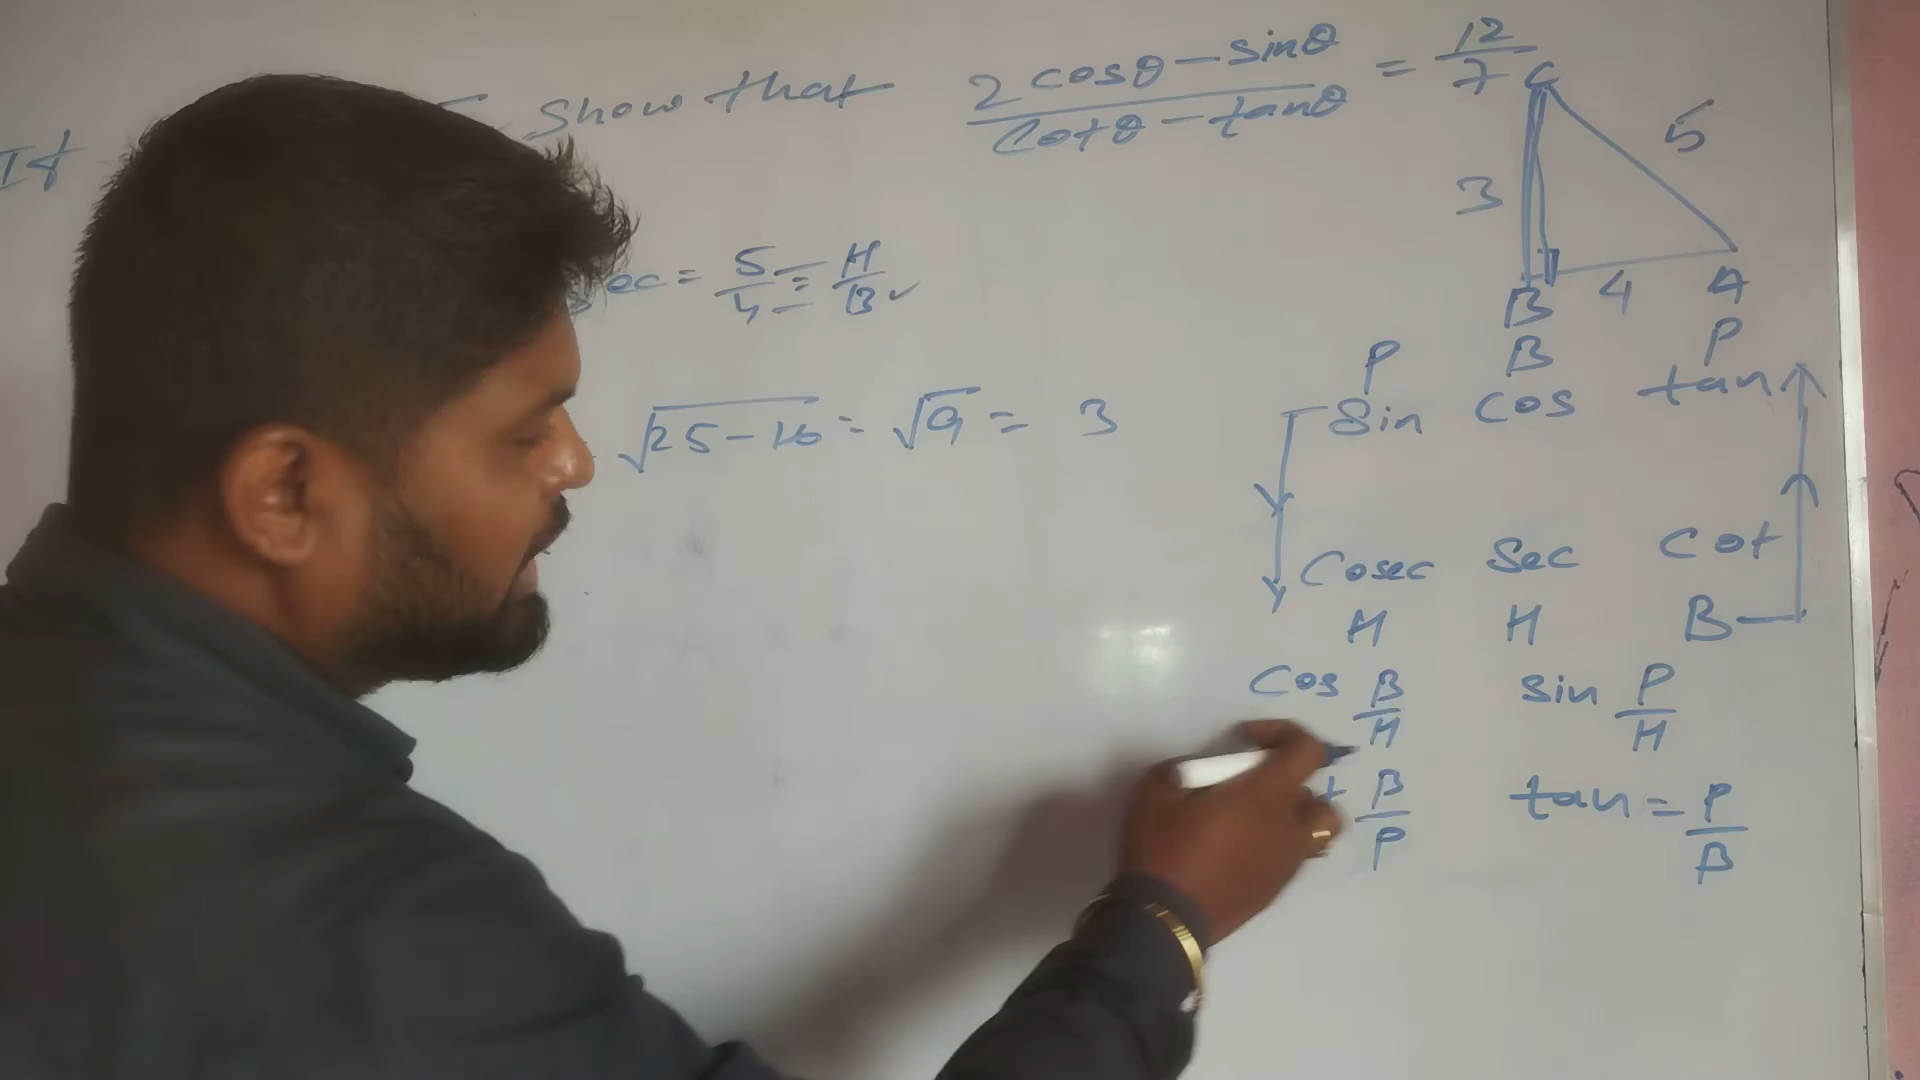 If show that 2 cosθ - sinθ / cotθ - tanθ = 12/7
C
3 5
B 4 A
sec = 5/4 = H/B ✓
√25-16 = √9 = 3
P B P
Sin cos tan
Cosec Sec Cot
H H B
Cos B/H sin P/H
B/P tan = P/B